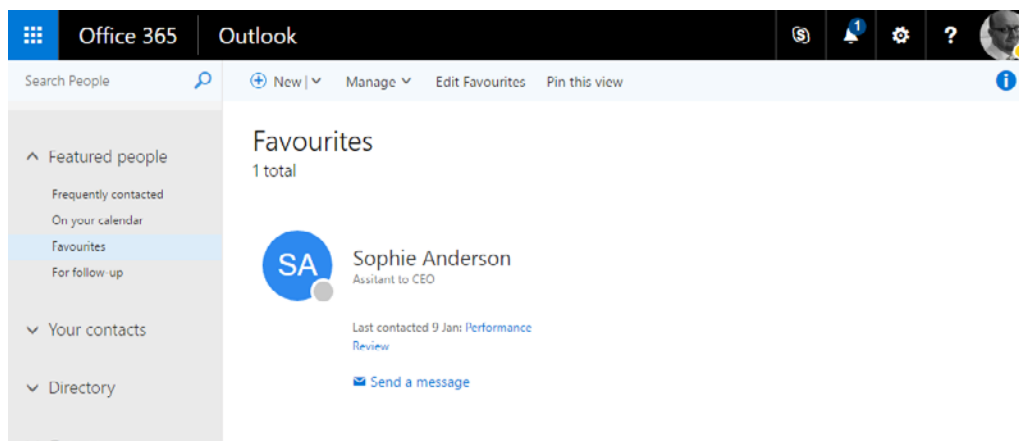 Office 365 Outlook 1 ?
Search People New Manage Edit Favourites Pin this view
Favourites
1 total
Featured people
Frequently contacted
On your calendar
Favourites
For follow-up
Your contacts
Directory
SA
Sophie Anderson
Assitant to CEO
Last contacted 9 Jan: Performance
Review
Send a message